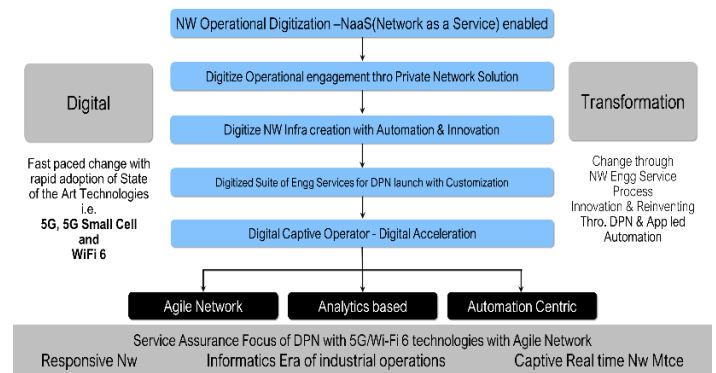 NW Operational Digitization –NaaS(Network as a Service) enabled
Digitize Operational engagement thro Private Network Solution
Digital
Transformation
Digitize NW Infra creation with Automation & Innovation
Fast paced change with
rapid adoption of State
of the Art Technologies
i.e.
5G, 5G Small Cell
and
WiFi 6
Change through
NW Engg Service
Process
Innovation & Reinventing
Thro. DPN & App led
Automation
Digitized Suite of Engg Services for DPN launch with Customization
Digital Captive Operator - Digital Acceleration
Agile Network
Analytics based
Automation Centric
Service Assurance Focus of DPN with 5G/Wi-Fi 6 technologies with Agile Network
Responsive Nw
Informatics Era of industrial operations
Captive Real time Nw Mtce